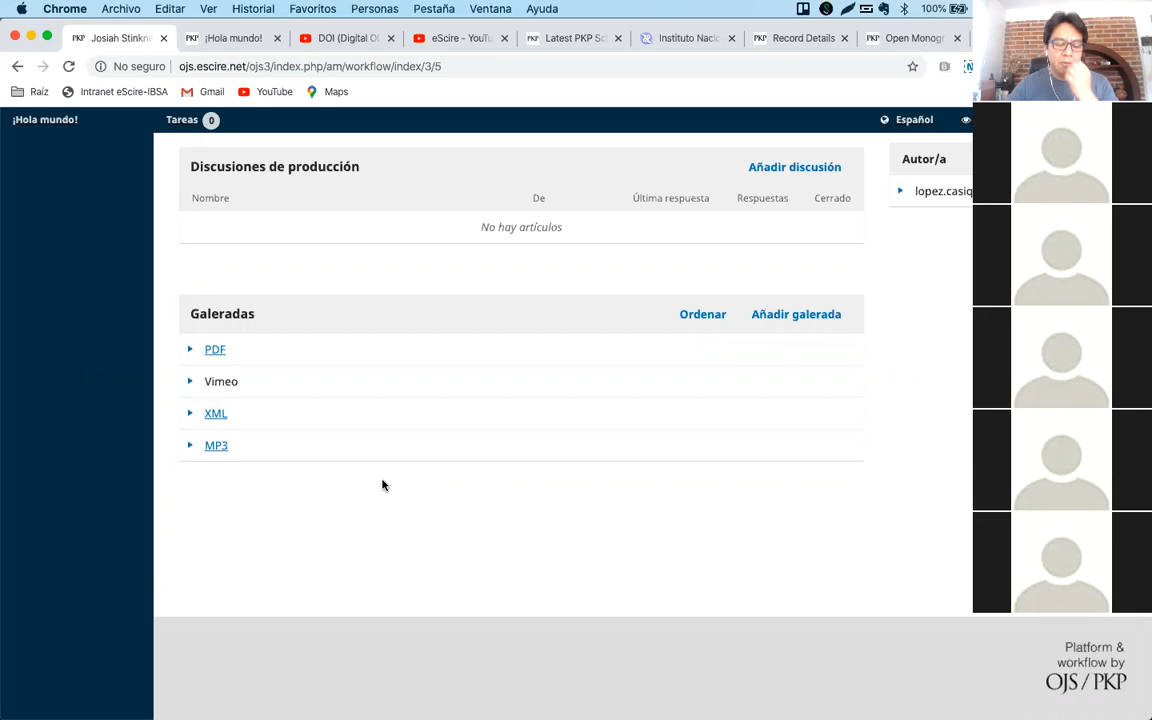 Chrome Archivo Editar Ver Historial Favoritos Personas Pestaña Ventana Ayuda 100%
Josiah Stinkne
¡Hola mundo!
DOI (Digital O
eScire - YouTu
Latest PKP Sc
Instituto Naci
Record Details
Open Monogr
No seguro ojs.escire.net/ojs3/index.php/am/workflow/index/3/5
Raíz Intranet eScire-IBSA Gmail YouTube Maps
¡Hola mundo! Tareas 0 Español
Discusiones de producción Añadir discusión
Nombre De Última respuesta Respuestas Cerrado
No hay artículos
Autor/a
lopez.casiq
Galeradas Ordenar Añadir galerada
PDF
Vimeo
XML
MP3
Platform &
workflow by
OJS / PKP